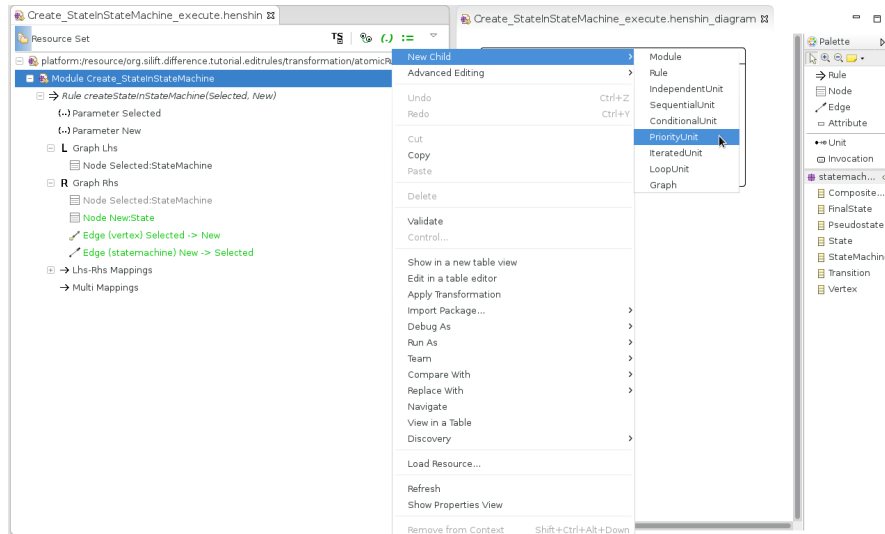 Create_StateInStateMachine_execute.henshin
Resource Set
platform:/resource/org.silift.difference.tutorial.editrules/transformation/atomicRu
Module Create_StateInStateMachine
Rule createStateInStateMachine(Selected, New)
Parameter Selected
Parameter New
L Graph Lhs
Node Selected:StateMachine
R Graph Rhs
Node Selected:StateMachine
Node New:State
Edge (vertex) Selected -> New
Edge (statemachine) New -> Selected
Lhs-Rhs Mappings
Multi Mappings
New Child
Advanced Editing
Undo Ctrl+Z
Redo Ctrl+Y
Cut
Copy
Paste
Delete
Validate
Control...
Show in a new table view
Edit in a table editor
Apply Transformation
Import Package...
Debug As
Run As
Team
Compare With
Replace With
Navigate
View in a Table
Discovery
Load Resource...
Refresh
Show Properties View
Remove from Context Shift+Ctrl+Alt+Down
Create_StateInStateMachine_execute.henshin_diagram
Module
Rule
IndependentUnit
SequentialUnit
ConditionalUnit
PriorityUnit
IteratedUnit
LoopUnit
Graph
Palette
Rule
Node
Edge
Attribute
Unit
Invocation
statemach...
Composite...
FinalState
Pseudostate
State
StateMachin
Transition
Vertex